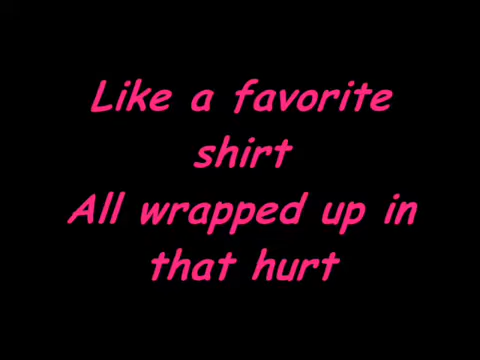 Like a favorite
shirt
All wrapped up in
that hurt